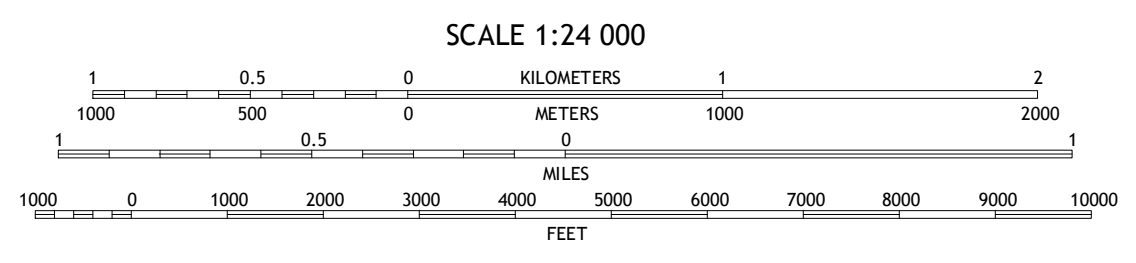 SCALE 1:24 000
1 0.5 0 KILOMETERS 1 2
1000 500 0 METERS 1000 2000
1 0.5 0 1
MILES
1000 0 1000 2000 3000 4000 5000 6000 7000 8000 9000 10000
FEET